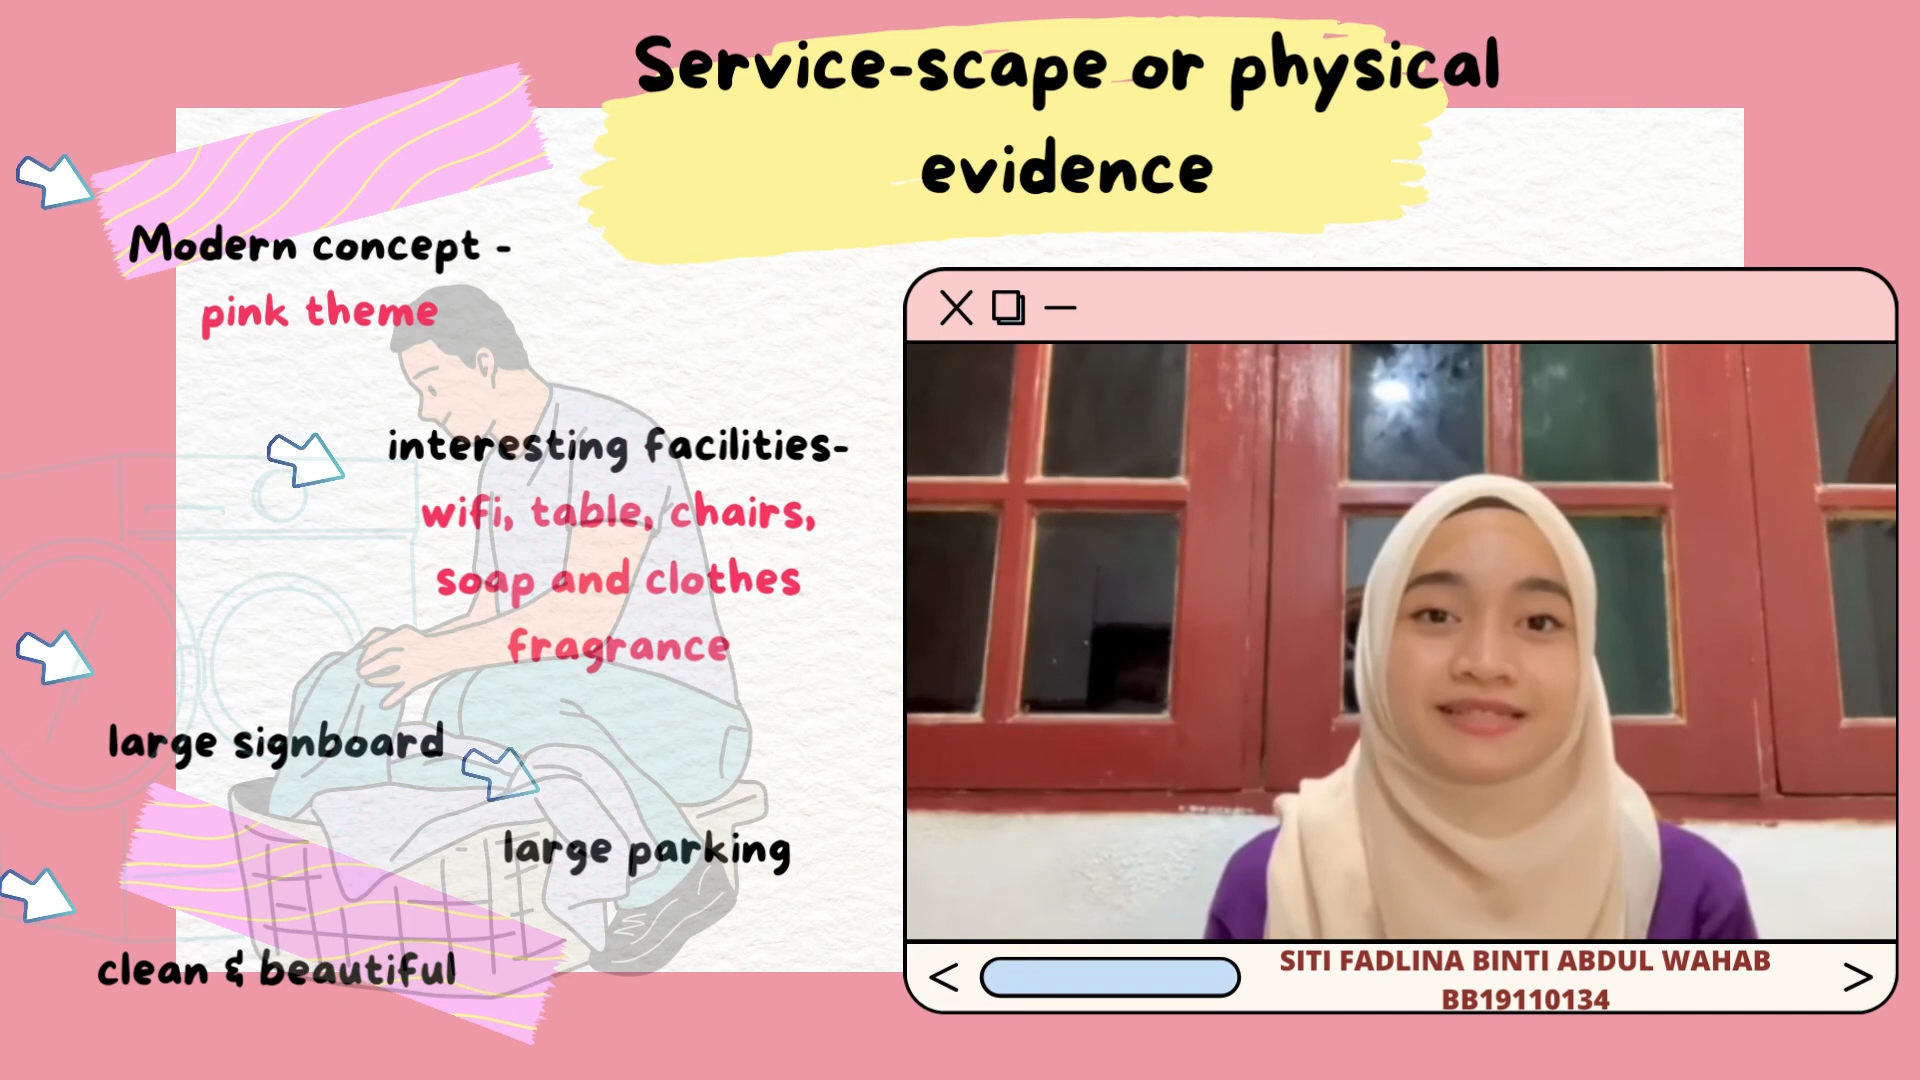 Service-scape or physical
evidence
Modern concept -
pink theme
interesting facilities-
wifi, table, chairs,
soap and clothes
fragrance
large signboard
large parking
clean & beautiful
SITI FADLINA BINTI ABDUL WAHAB
BB19110134